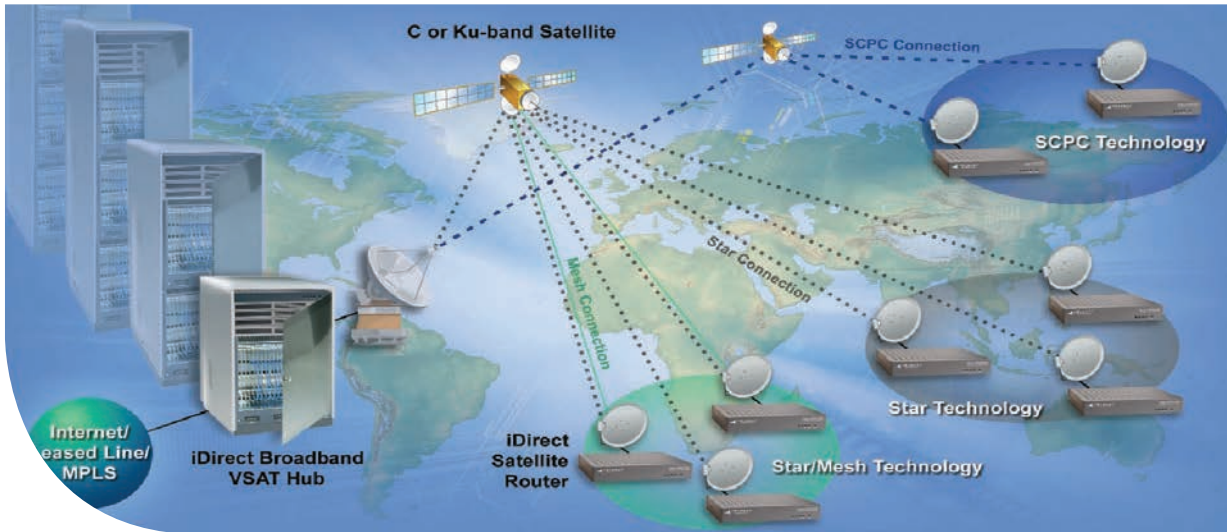 C or Ku-band Satellite
SCPC Connection
SCPC Technology
Mesh Connection
Star Connection
Star Technology
Internet/
eased Line/
MPLS
iDirect Broadband
VSAT Hub
iDirect
Satellite
Router
Star/Mesh Technology